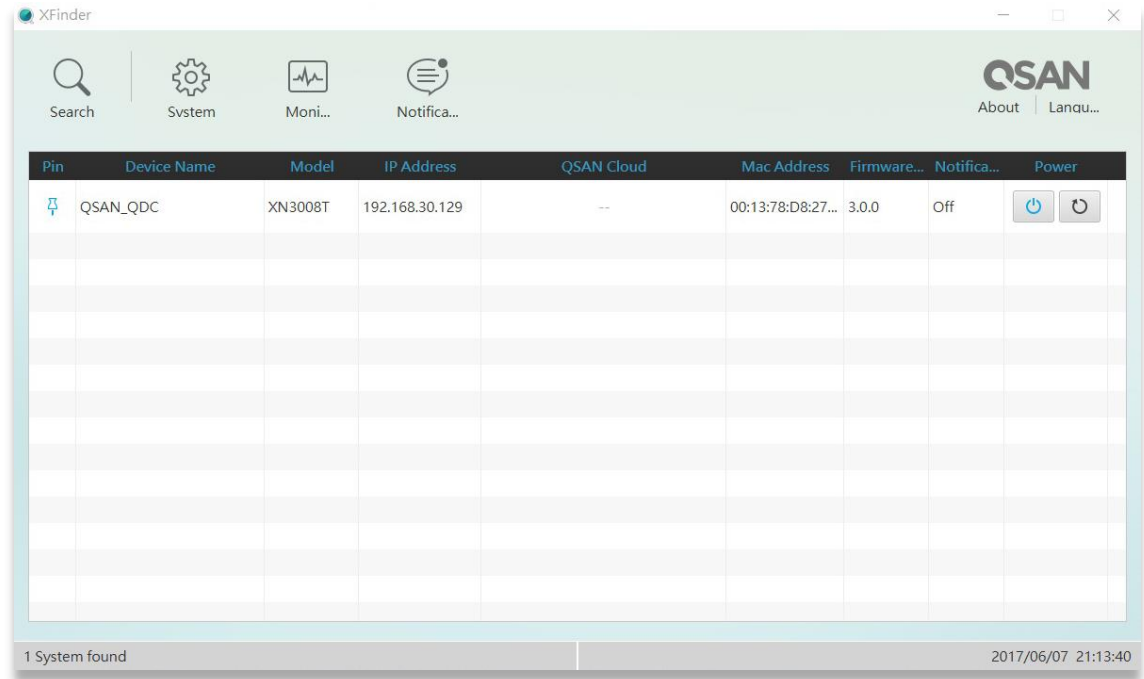 XFinder
QSAN
Search System Moni... Notifica... About Langu...
Pin Device Name Model IP Address QSAN Cloud Mac Address Firmware... Notifica... Power
QSAN_QDC XN3008T 192.168.30.129 -- 00:13:78:D8:27... 3.0.0 Off
1 System found 2017/06/07 21:13:40